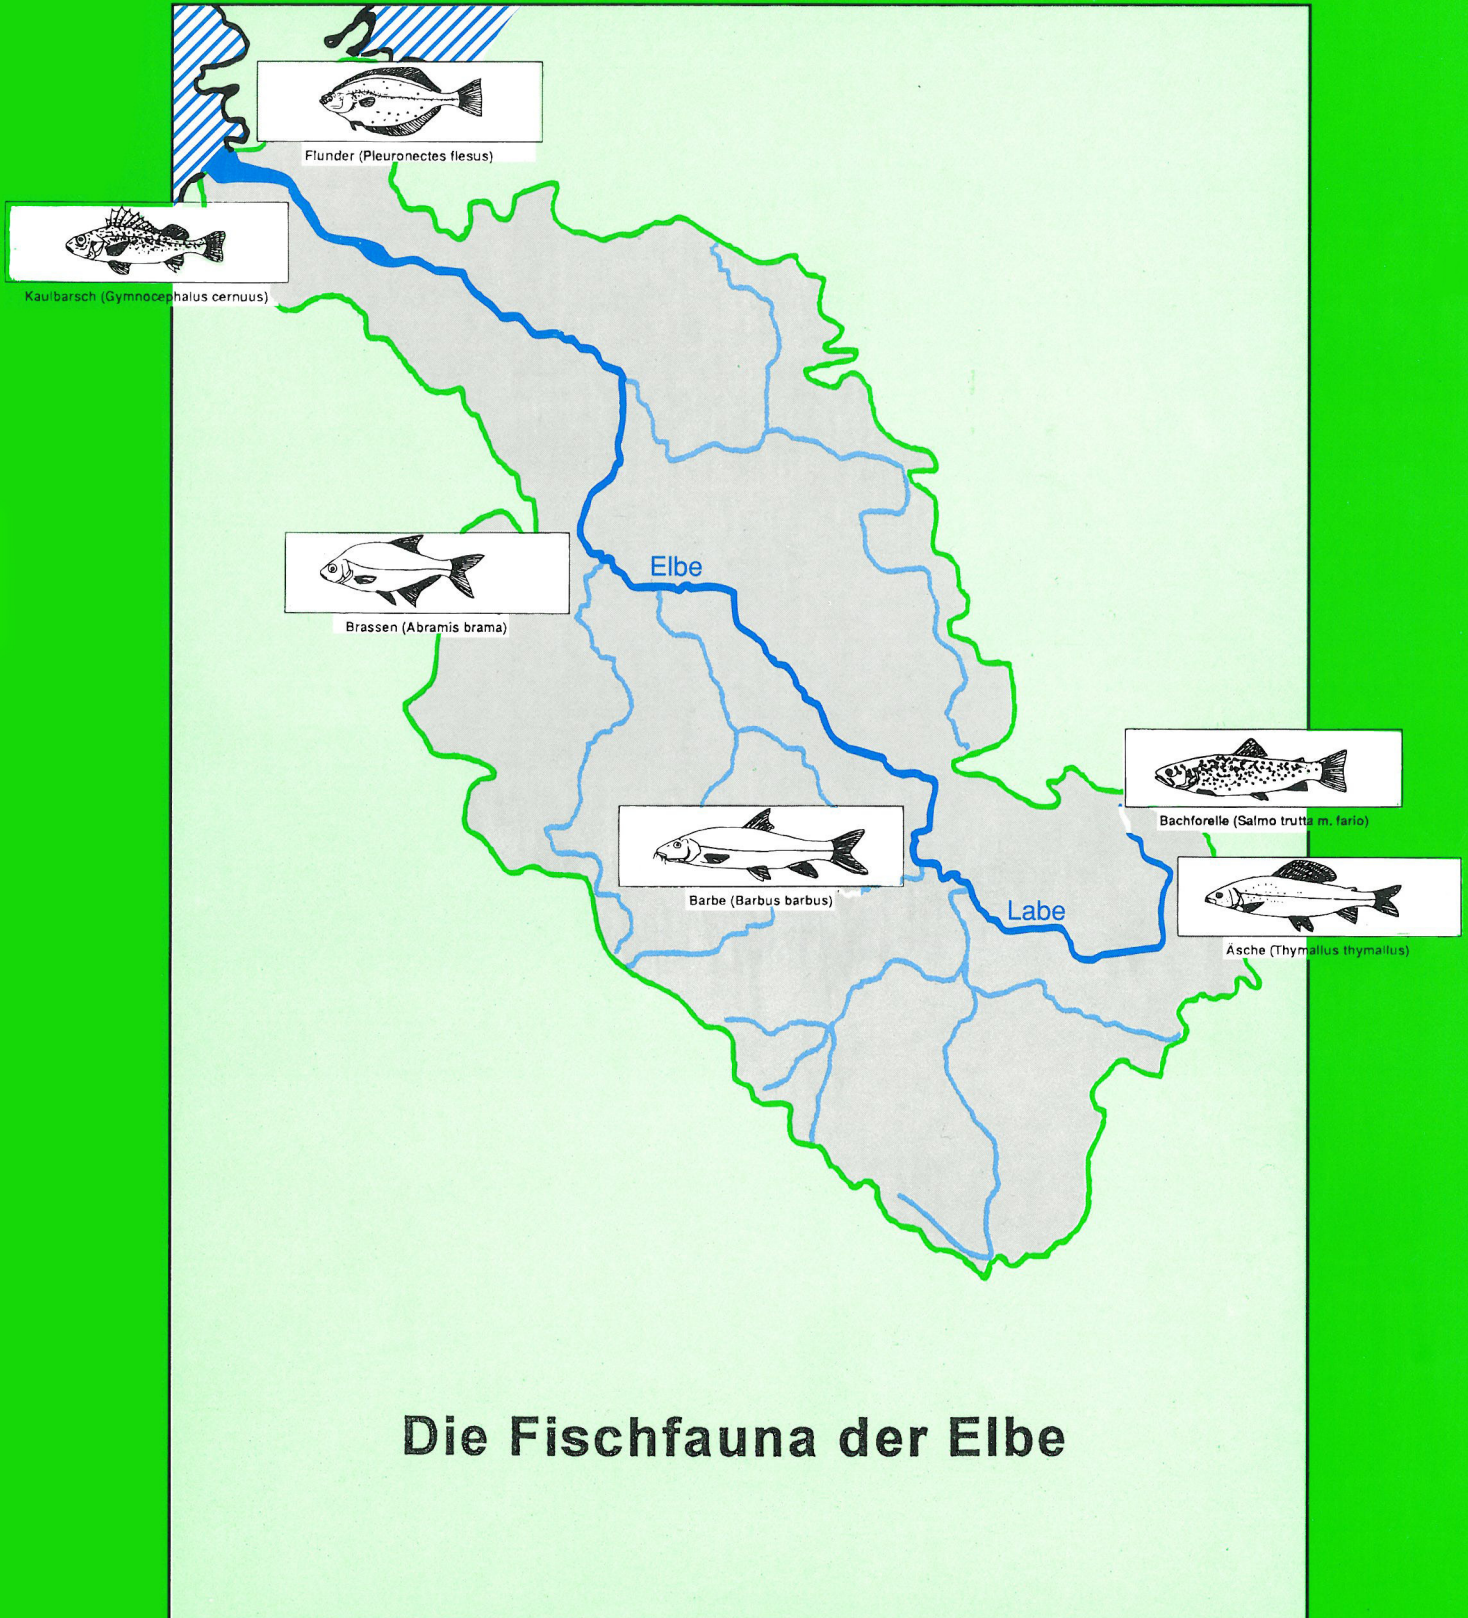 Flunder (Pleuronectes flesus)
Kaulbarsch (Gymnocephalus cernuus)
Elbe
Brassen (Abramis brama)
Bachforelle (Salmo trutta m. fario)
Barbe (Barbus barbus)
Labe
Äsche (Thymallus thymallus)
Die Fischfauna der Elbe